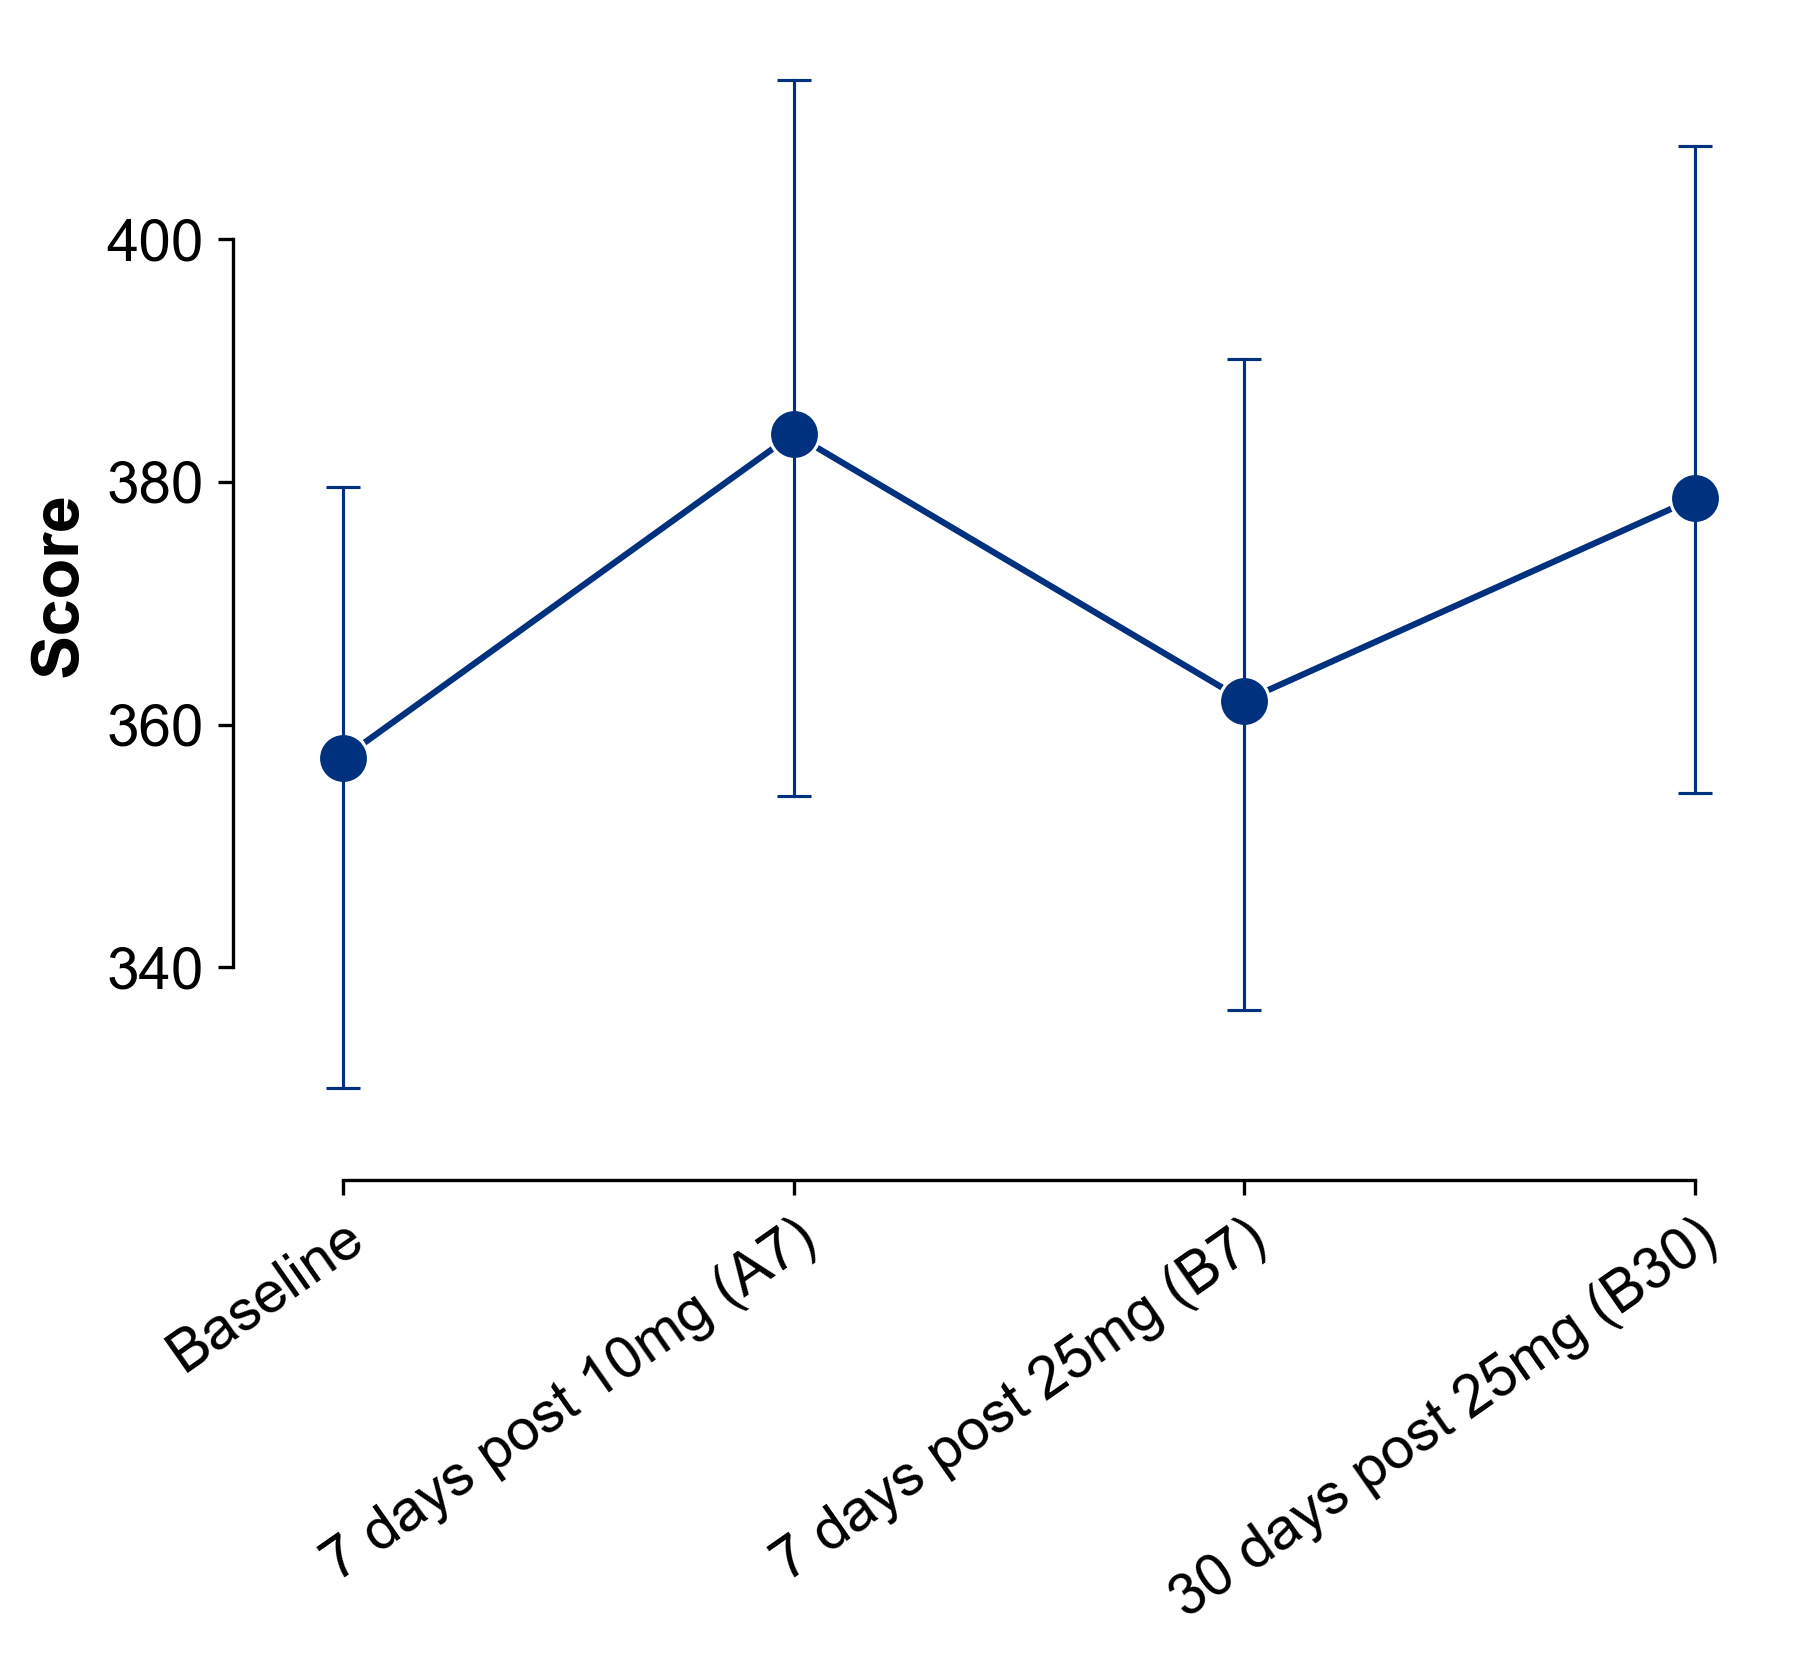 400
380
360
340
Score
Baseline
7 days post 10mg (A7)
7 days post 25mg (B7)
30 days post 25mg (B30)